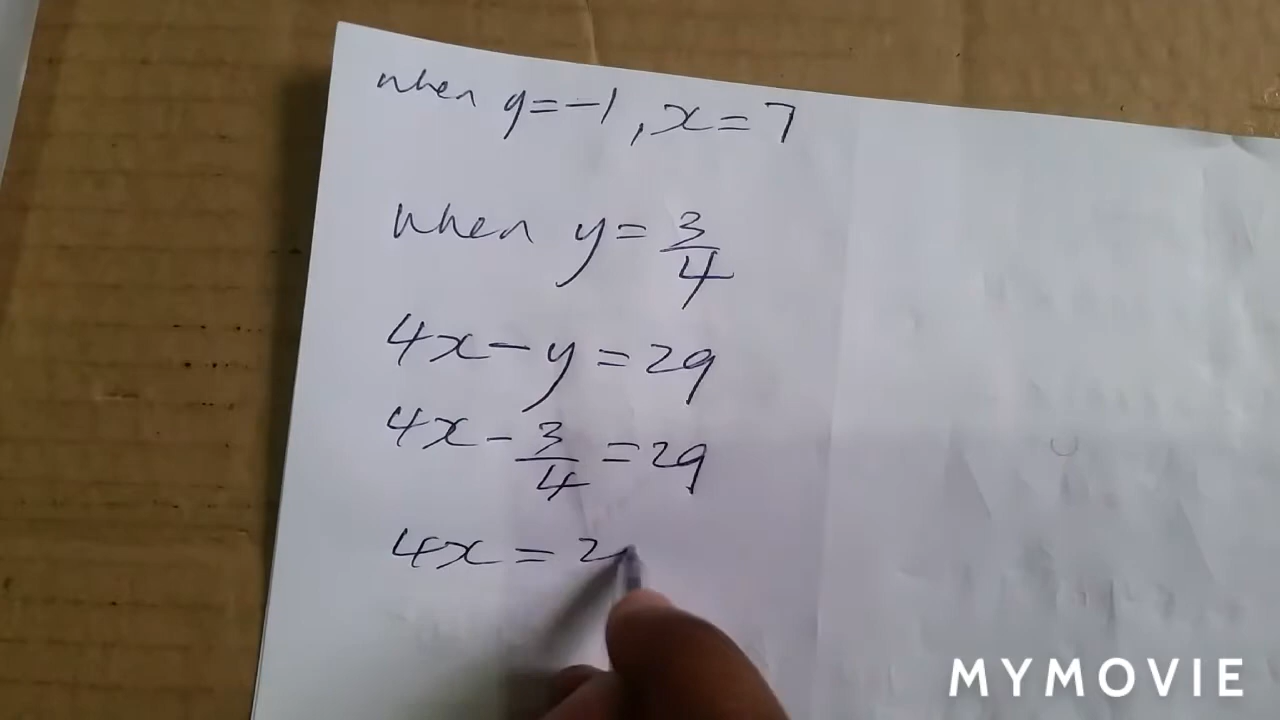 when y=-1, x=7
when y=3/4
4x-y=29
4x-3/4=29
4x=2
MYMOVIE